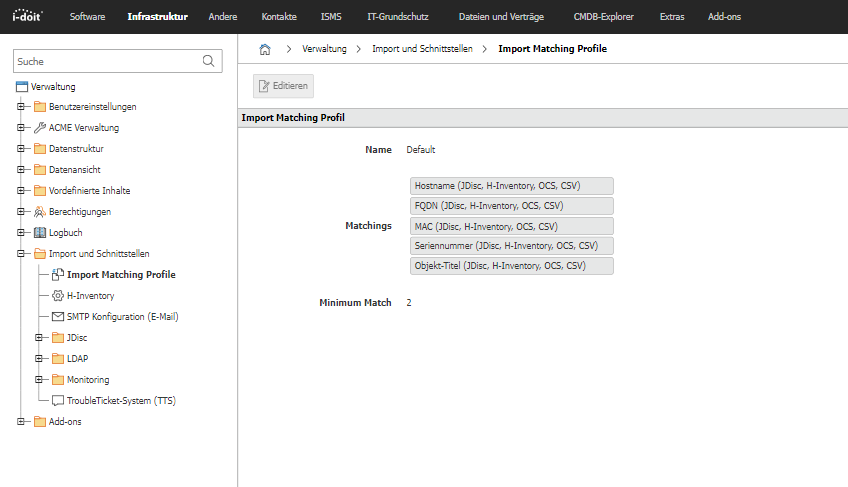 i-doit
Software
Infrastruktur
Andere
Kontakte
ISMS
IT-Grundschutz
Dateien und Verträge
CMDB-Explorer
Extras
Add-ons
Suche
Verwaltung
Benutzereinstellungen
ACME Verwaltung
Datenstruktur
Datenansicht
Vordefinierte Inhalte
Berechtigungen
Logbuch
Import und Schnittstellen
Import Matching Profile
H-Inventory
SMTP Konfiguration (E-Mail)
JDisc
LDAP
Monitoring
TroubleTicket-System (TTS)
Add-ons
Verwaltung
Import und Schnittstellen
Import Matching Profile
Editieren
Import Matching Profil
Name Default
Matchings
Hostname (JDisc, H-Inventory, OCS, CSV)
FQDN (JDisc, H-Inventory, OCS, CSV)
MAC (JDisc, H-Inventory, OCS, CSV)
Seriennummer (JDisc, H-Inventory, OCS, CSV)
Objekt-Titel (JDisc, H-Inventory, OCS, CSV)
Minimum Match 2